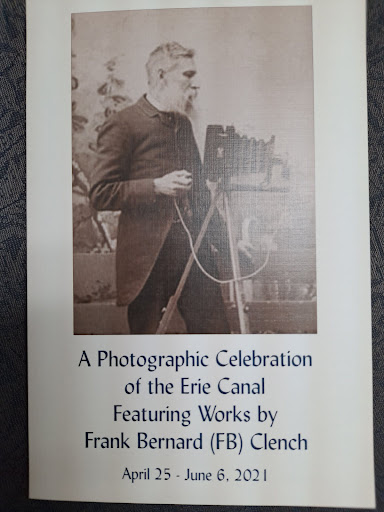 A Photographic Celebration
of the Erie Canal
Featuring Works by
Frank Bernard (FB) Clench
April 25 - June 6, 2021